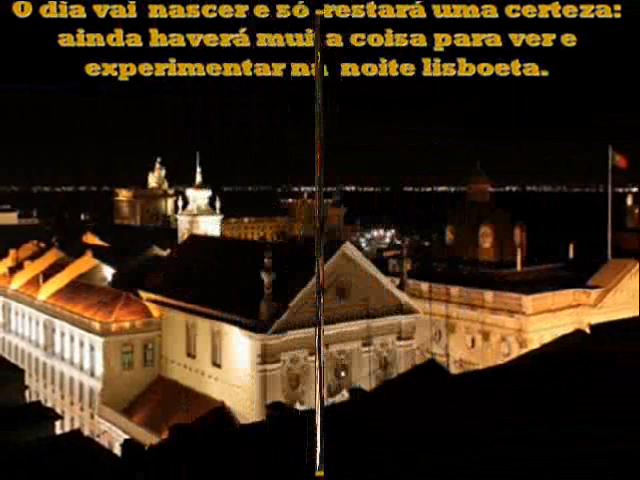 O dia vai nascer e só restará uma certeza:
ainda haverá muita coisa para ver e
experimentar na noite lisboeta.